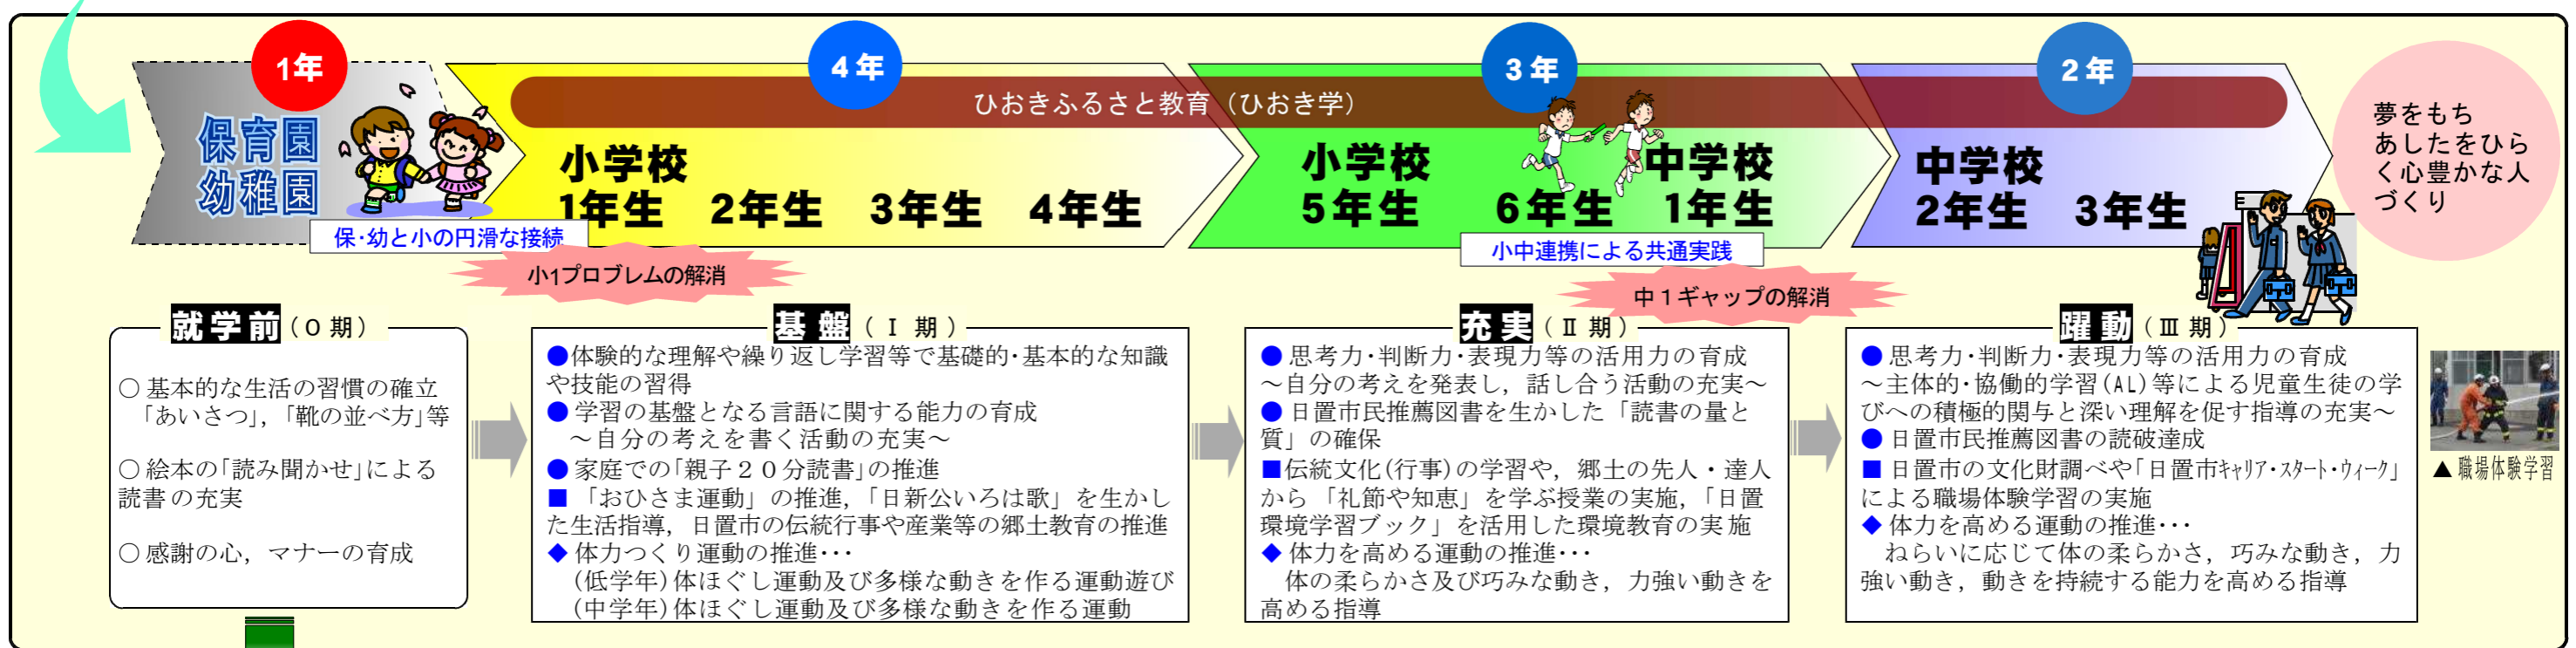 1年
4年
3年
2年
ひおきふるさと教育（ひおき学）
保育園
幼稚園
小学校
1年生　2年生　3年生　4年生
小学校
中学校
5年生　6年生　1年生
中学校
2年生　3年生
夢をもち
あしたをひら
く心豊かな人
づくり
保・幼と小の円滑な接続
小1プロブレムの解消
小中連携による共通実践
中１ギャップの解消
就学前（０期）
○ 基本的な生活の習慣の確立
「あいさつ」，「靴の並べ方」等
○ 絵本の「読み聞かせ」による
読書の充実
○ 感謝の心，マナーの育成
基盤（Ⅰ期）
●体験的な理解や繰り返し学習等で基礎的・基本的な知識
や技能の習得
● 学習の基盤となる言語に関する能力の育成
～自分の考えを書く活動の充実～
● 家庭での「親子２０分読書」の推進
■ 「おひさま運動」の推進，「日新公いろは歌」を生かし
た生活指導，日置市の伝統行事や産業等の郷土教育の推進
◆ 体力つくり運動の推進･･･
(低学年)体ほぐし運動及び多様な動きを作る運動遊び
(中学年)体ほぐし運動及び多様な動きを作る運動
充実（Ⅱ期）
● 思考力・判断力・表現力等の活用力の育成
～自分の考えを発表し，話し合う活動の充実～
● 日置市民推薦図書を生かした「読書の量と
質」の確保
■伝統文化(行事)の学習や，郷土の先人・達人
から「礼節や知恵」を学ぶ授業の実施，「日置
環境学習ブック」を活用した環境教育の実施
◆ 体力を高める運動の推進･･･
体の柔らかさ及び巧みな動き，力強い動きを
高める指導
躍動（Ⅲ期）
● 思考力・判断力・表現力等の活用力の育成
～主体的・協働的学習(AL)等による児童生徒の学
びへの積極的関与と深い理解を促す指導の充実～
● 日置市民推薦図書の読破達成
■ 日置市の文化財調べや「日置市ｷｬﾘｱ･ｽﾀｰﾄ･ｳｨｰｸ」
による職場体験学習の実施
◆ 体力を高める運動の推進･･･
ねらいに応じて体の柔らかさ，巧みな動き，力
強い動き，動きを持続する能力を高める指導
▲ 職場体験学習